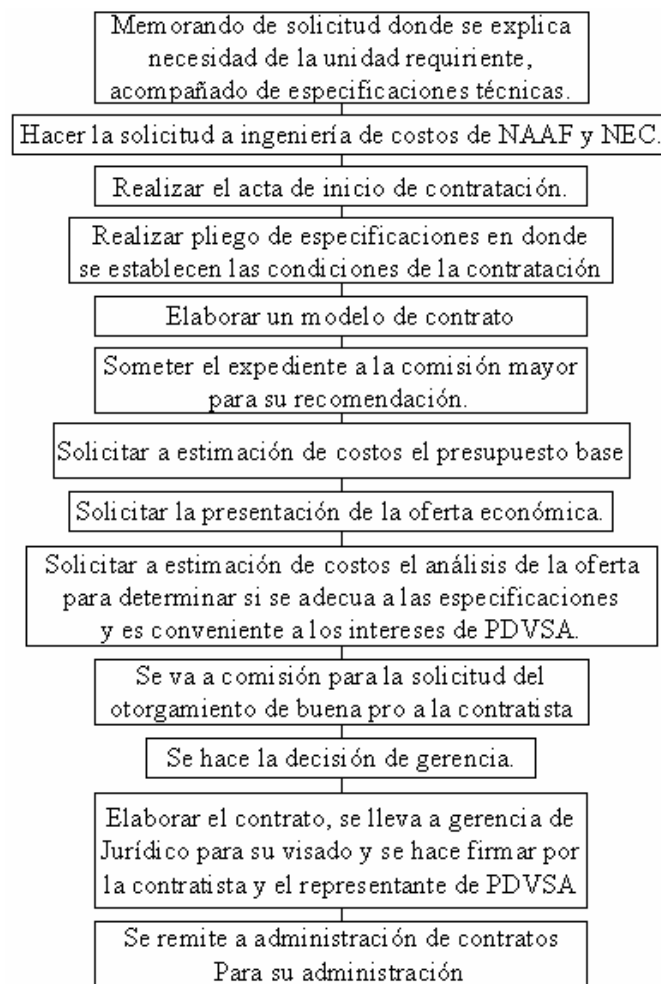 Memorando de solicitud donde se explica
necesidad de la unidad requiriente,
acompañado de especificaciones técnicas.
Hacer la solicitud a ingeniería de costos de NAAF y NEC.
Realizar el acta de inicio de contratación.
Realizar pliego de especificaciones en donde
se establecen las condiciones de la contratación
Elaborar un modelo de contrato
Someter el expediente a la comisión mayor
para su recomendación.
Solicitar a estimación de costos el presupuesto base
Solicitar la presentación de la oferta económica.
Solicitar a estimación de costos el análisis de la oferta
para determinar si se adecua a las especificaciones
y es conveniente a los intereses de PDVSA.
Se va a comisión para la solicitud del
otorgamiento de buena pro a la contratista
Se hace la decisión de gerencia.
Elaborar el contrato, se lleva a gerencia de
Jurídico para su visado y se hace firmar por
la contratista y el representante de PDVSA
Se remite a administración de contratos
Para su administración